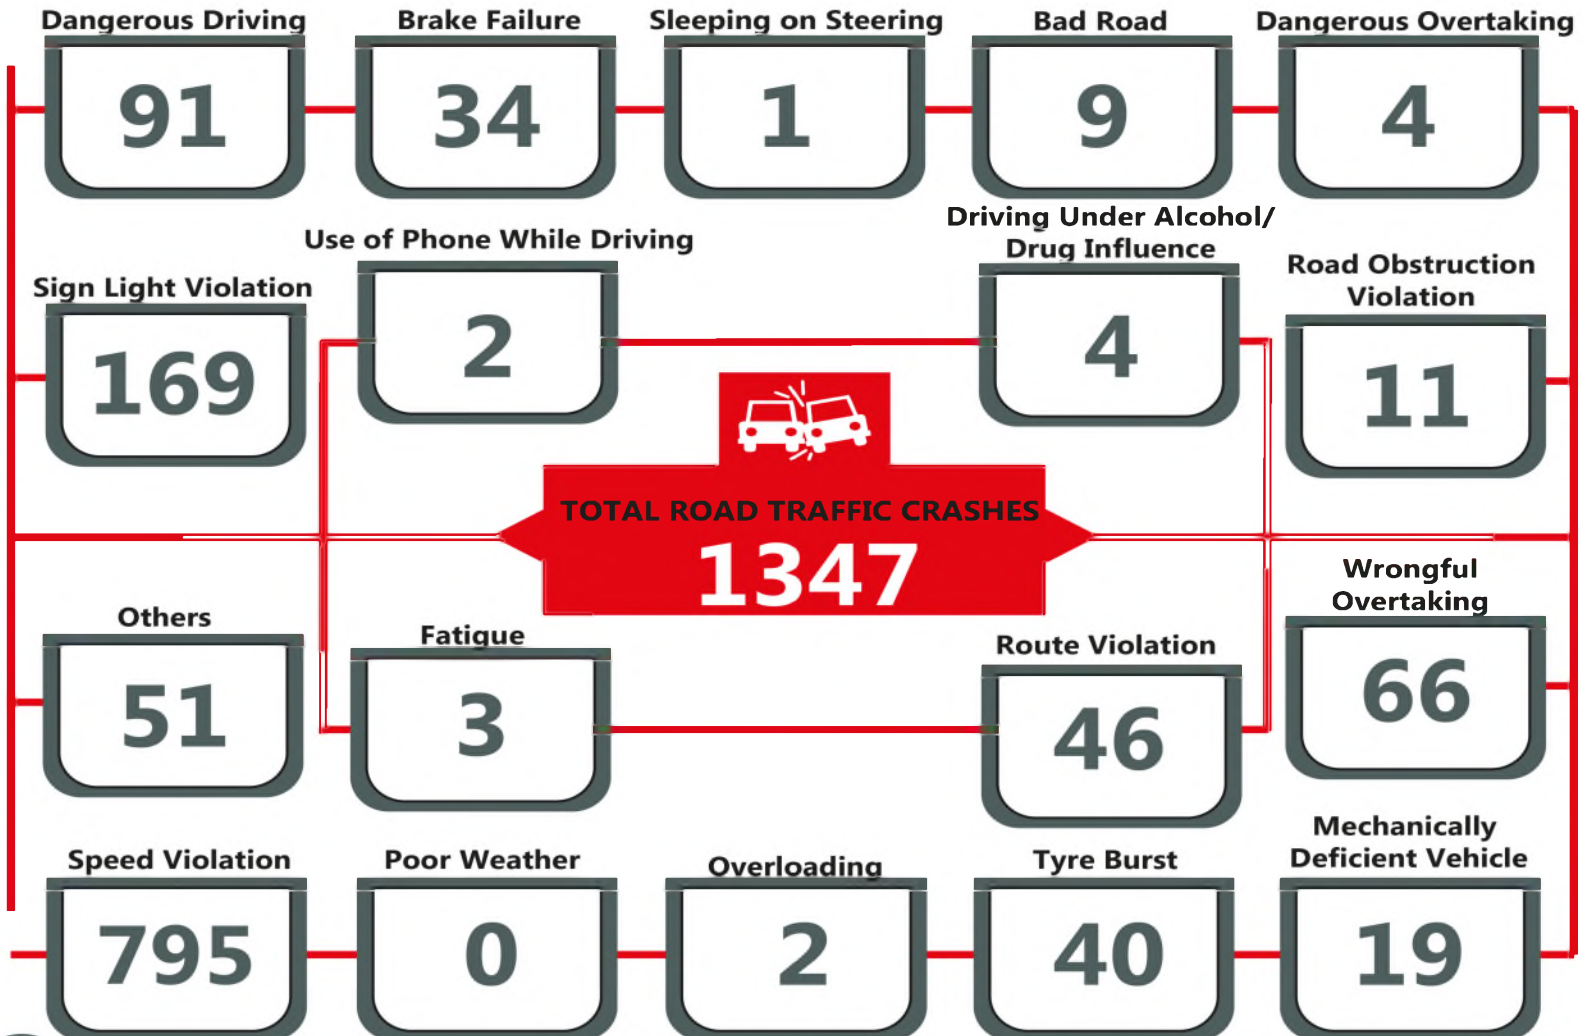 Dangerous Driving
91
Brake Failure
34
Sleeping on Steering
1
Bad Road
9
Dangerous Overtaking
4
Sign Light Violation
169
Use of Phone While Driving
2
Driving Under Alcohol/
Drug Influence
4
Road Obstruction
Violation
11
TOTAL ROAD TRAFFIC CRASHES
1347
Others
51
Fatigue
3
Route Violation
46
Wrongful
Overtaking
66
Speed Violation
795
Poor Weather
0
Overloading
2
Tyre Burst
40
Mechanically
Deficient Vehicle
19